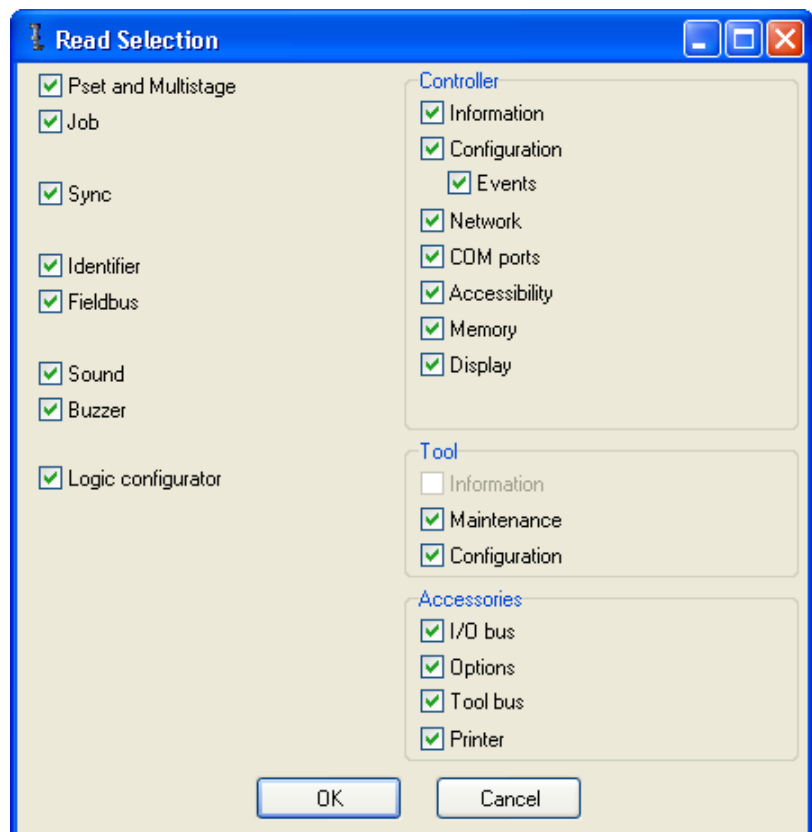 Read Selection
Pset and Multistage
Job
Sync
Identifier
Fieldbus
Sound
Buzzer
Logic configurator
Controller
Information
Configuration
Events
Network
COM ports
Accessibility
Memory
Display
Tool
Information
Maintenance
Configuration
Accessories
I/O bus
Options
Tool bus
Printer
OK
Cancel